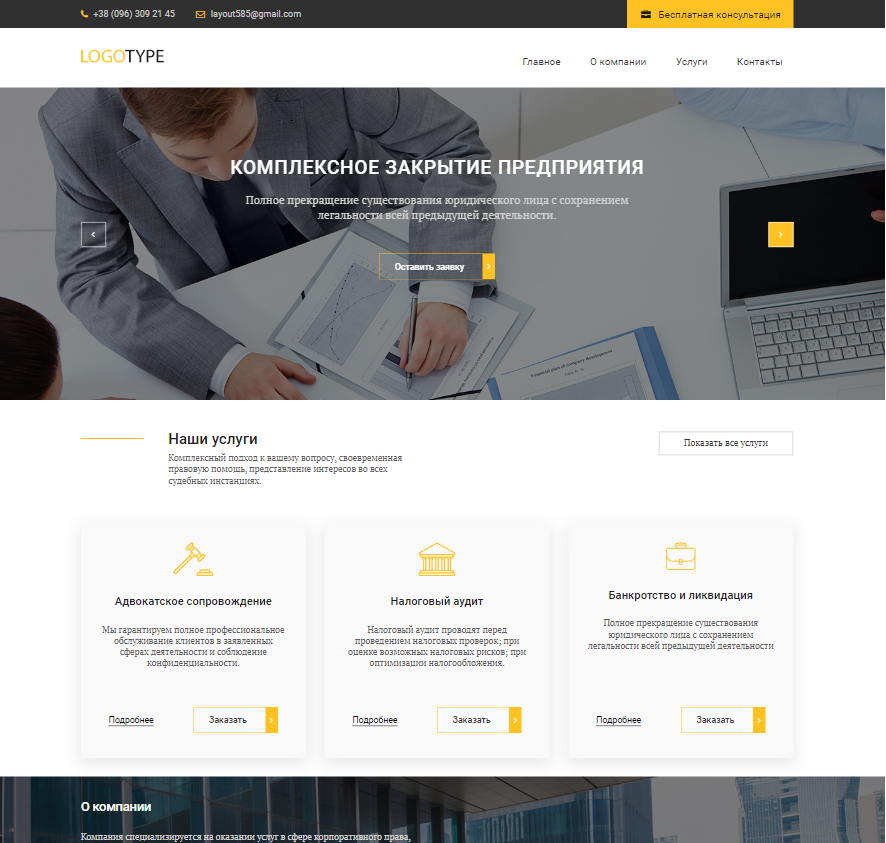 +38 (096) 309 21 45
layout585@gmail.com
Бесплатная консультация
LOGOTYPE
Главное
О компании
Услуги
Контакты
КОМПЛЕКСНОЕ ЗАКРЫТИЕ ПРЕДПРИЯТИЯ
Полное прекращение существования юридического лица с сохранением
легальности всей предыдущей деятельности.
Оставить заявку
Financial plan of company development
Наши услуги
Комплексный подход к вашему вопросу, своевременная
правовую помощь, представление интересов во всех
судебных инстанциях.
Показать все услуги
Адвокатское сопровождение
Мы гарантируем полное профессиональное
обслуживание клиентов в заявленных
сферах деятельности и соблюдение
конфиденциальности.
Подробнее
Заказать
Налоговый аудит
Налоговый аудит проводят перед
проведением налоговых проверок; при
оценке возможных налоговых рисков; при
оптимизации налогообложения.
Подробнее
Заказать
Банкротство и ликвидация
Полное прекращение существования
юридического лица с сохранением
легальности всей предыдущей деятельности
Подробнее
Заказать
О компании
Компания специализируется на оказании услуг в сфере корпоративного права,